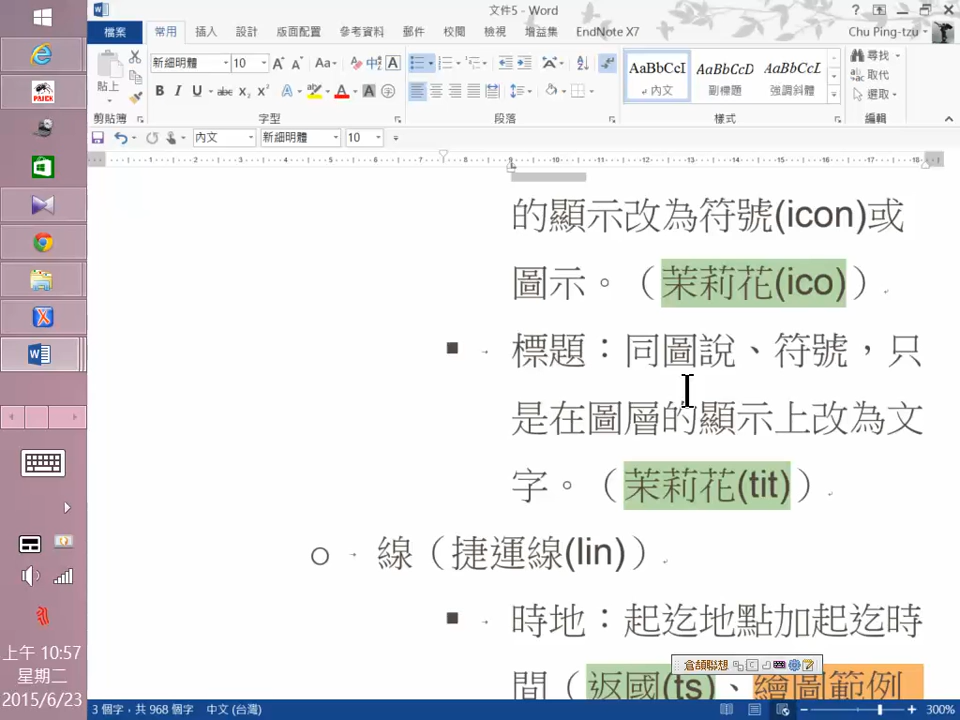 文件5 - Word
檔案 常用 插入 設計 版面配置 參考資料 郵件 校閱 檢視 增益集 EndNote X7 Chu Ping-tzu
新細明體 10 AaBbCcI AaBbCcD AaBbCcL 尋找
貼上 取代
內文 副標題 強調斜體 選取
剪貼簿 字型 段落 樣式 編輯
內文 新細明體 10
的顯示改為符號(icon)或
圖示。（茉莉花(ico)）
標題：同圖說、符號，只
是在圖層的顯示上改為文
字。（茉莉花(tit)）
線（捷運線(lin)）
時地：起迄地點加起迄時
間（返國(ts)、繪圖範例
倉頡聯想
上午 10:57
星期二
2015/6/23
3 個字，共 968 個字 中文 (台灣) 300%